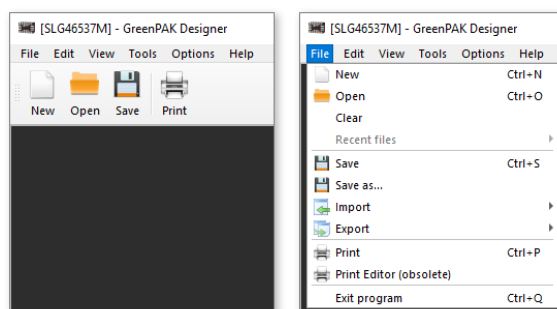 [SLG46537M] - GreenPAK Designer
File Edit View Tools Options Help
New Open Save Print
[SLG46537M] - GreenPAK Designer
File Edit View Tools Options Help
New Ctrl+N
Open Ctrl+O
Clear
Recent files
Save Ctrl+S
Save as...
Import
Export
Print Ctrl+P
Print Editor (obsolete)
Exit program Ctrl+Q